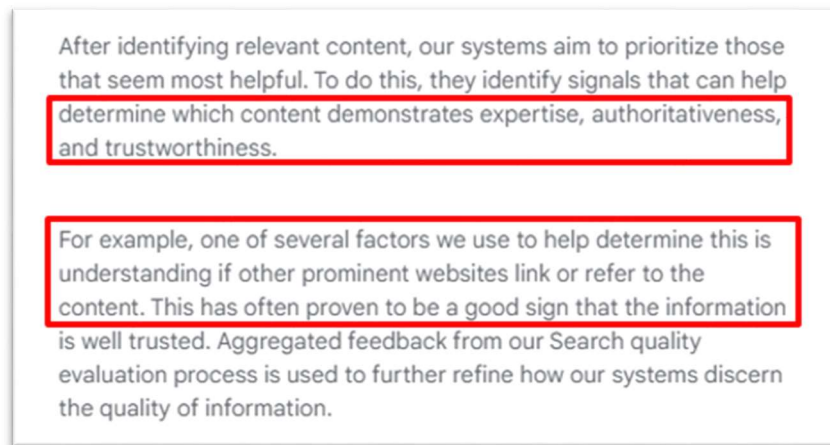 After identifying relevant content, our systems aim to prioritize those
that seem most helpful. To do this, they identify signals that can help
determine which content demonstrates expertise, authoritativeness,
and trustworthiness.
For example, one of several factors we use to help determine this is
understanding if other prominent websites link or refer to the
content. This has often proven to be a good sign that the information
is well trusted. Aggregated feedback from our Search quality
evaluation process is used to further refine how our systems discern
the quality of information.